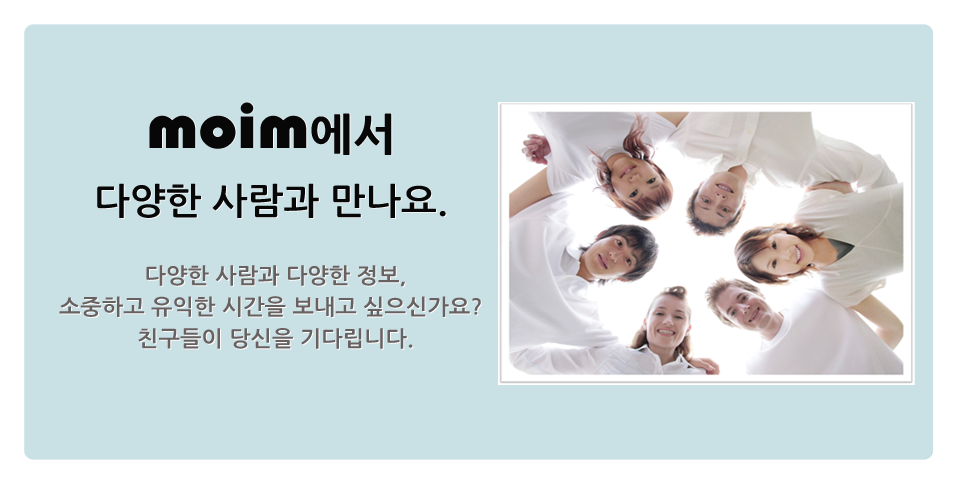 moim에서
다양한 사람과 만나요.
다양한 사람과 다양한 정보,
소중하고 유익한 시간을 보내고 싶으신가요?
친구들이 당신을 기다립니다.